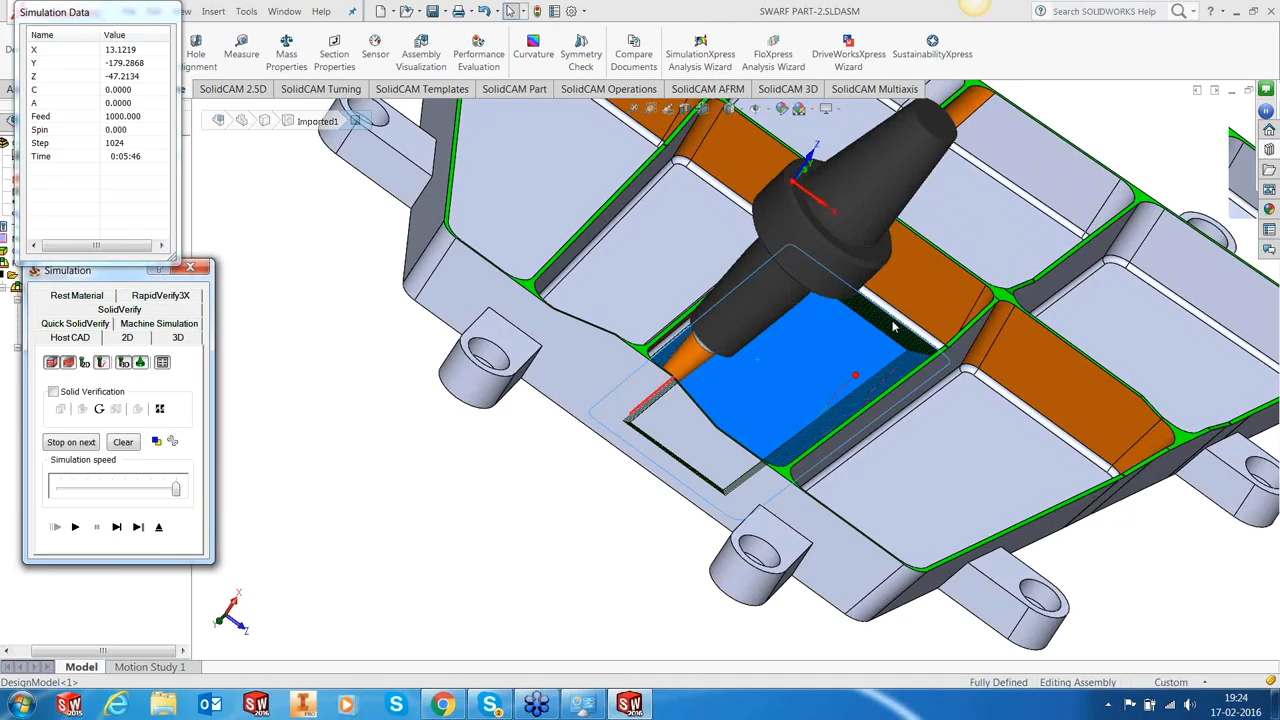 Simulation Data
Insert Tools Window Help
SWARF PART-2.SLDASM
Search SOLIDWORKS Help
Name Value
X 13.1219
Y -179.2868
Z -47.2134
C 0.0000
A 0.0000
Feed 1000.000
Spin 0.000
Step 1024
Time 0:05:46
Hole Alignment
Measure
Mass Properties
Section Properties
Sensor
Assembly Visualization
Performance Evaluation
Curvature
Symmetry Check
Compare Documents
SimulationXpress Analysis Wizard
FloXpress Analysis Wizard
DriveWorksXpress Wizard
SustainabilityXpress
SolidCAM 2.5D
SolidCAM Turning
SolidCAM Templates
SolidCAM Part
SolidCAM Operations
SolidCAM AFRM
SolidCAM 3D
SolidCAM Multiaxis
Imported1
Z
Simulation
Rest Material RapidVerify3X
SolidVerify
Quick SolidVerify Machine Simulation
Host CAD 2D 3D
Solid Verification
Stop on next Clear
Simulation speed
X
Y
Z
Model Motion Study 1
DesignModel<1>
Fully Defined Editing Assembly Custom
19:24
17-02-2016